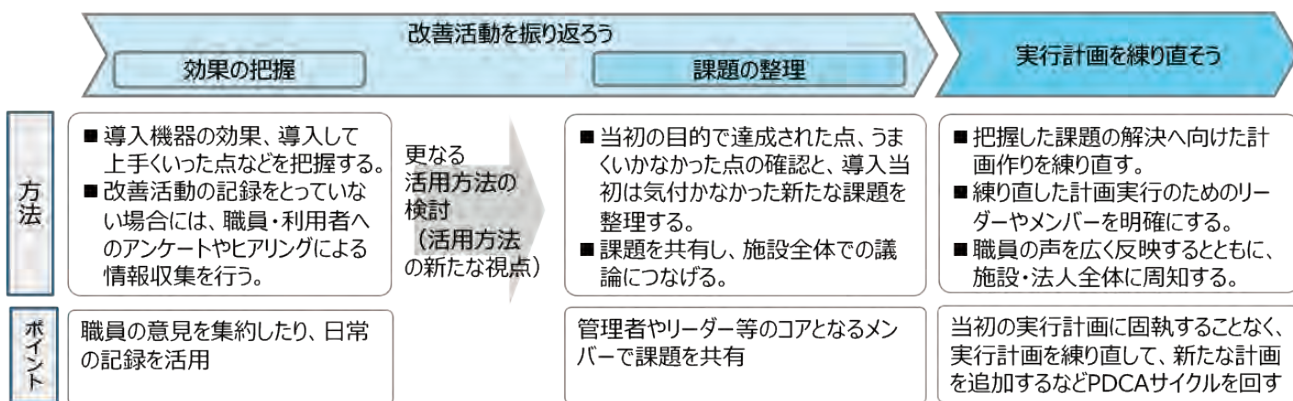 改善活動を振り返ろう
効果の把握
課題の整理
実行計画を練り直そう
方法
■ 導入機器の効果、導入して
上手くいった点などを把握する。
■ 改善活動の記録をとっていな
い場合には、職員・利用者へ
のアンケートやヒアリングによる
情報収集を行う。
更なる
活用方法の
検討
（活用方法
の新たな視点）
■ 当初の目的で達成された点、うま
くいかなかった点の確認と、導入当
初は気付かなかった新たな課題を
整理する。
■ 課題を共有し、施設全体での議
論につなげる。
■ 把握した課題の解決へ向けた計
画作りを練り直す。
■ 練り直した計画実行のためのリー
ダーやメンバーを明確にする。
■ 職員の声を広く反映するとともに、
施設・法人全体に周知する。
ポイント
職員の意見を集約したり、日常
の記録を活用
管理者やリーダー等のコアとなるメン
バーで課題を共有
当初の実行計画に固執することなく、
実行計画を練り直して、新たな計画
を追加するなどPDCAサイクルを回す